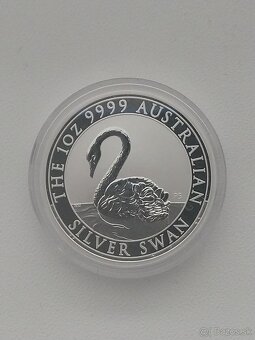 THE 1OZ 9999 AUSTRALIAN
SILVER SWAN